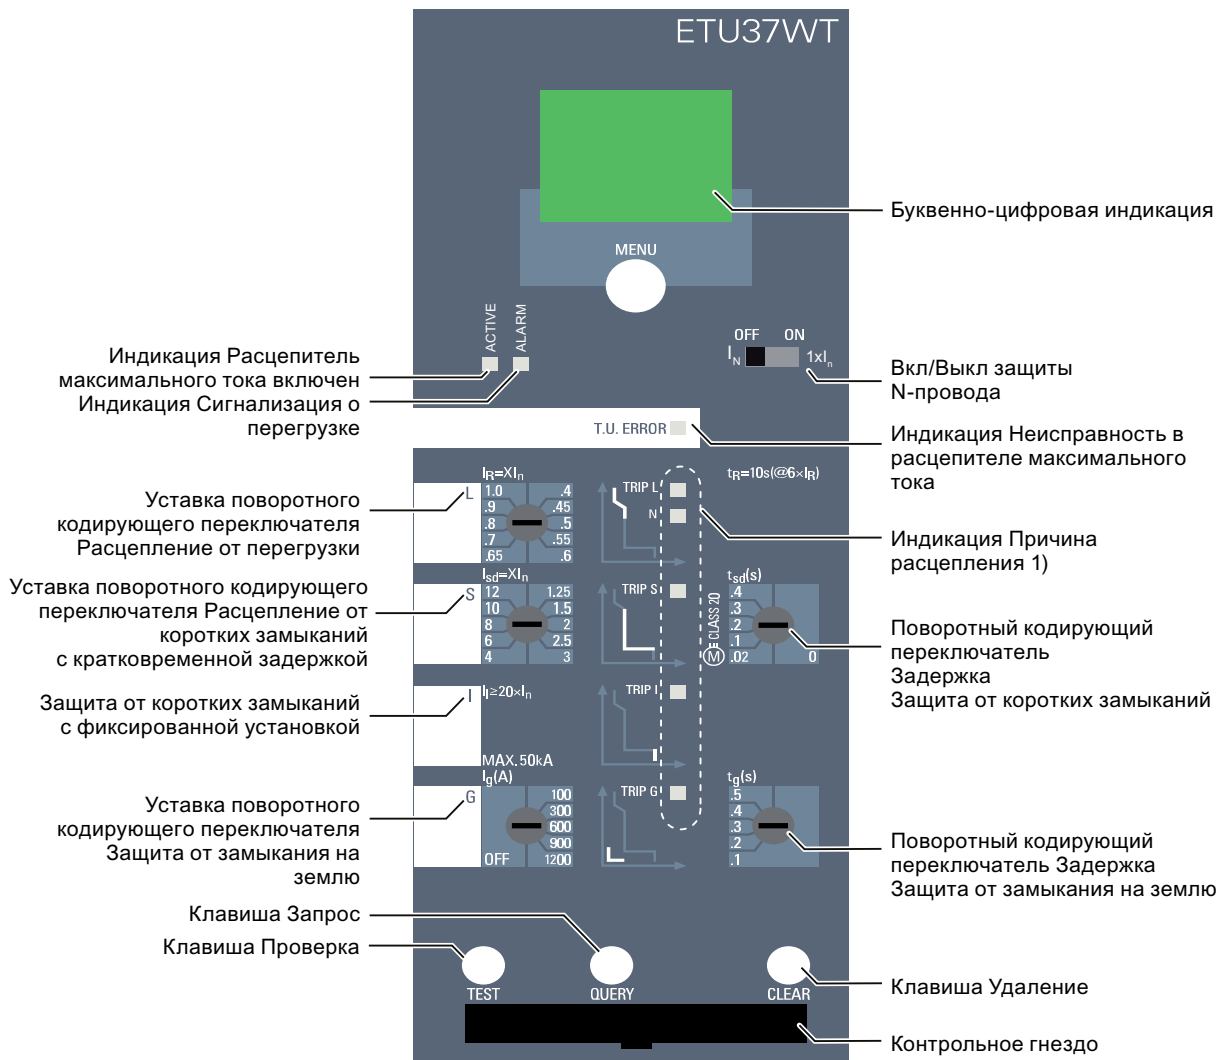 ETU37WT
Буквенно-цифровая индикация
MENU
ACTIVE
ALARM
OFF ON
IN 1xIn
Индикация Расцепитель
максимального тока включен
Индикация Сигнализация о
перегрузке
Вкл/Выкл защиты
N-провода
T.U. ERROR
Индикация Неисправность в
расцепителе максимального
тока
Уставка поворотного
кодирующего переключателя
Расцепление от перегрузки
L
IR=XIn
1.0 .4
.9 .45
.8 .5
.7 .55
.65 .6
TRIP L
N
tR=10s(@6×IR)
Индикация Причина
расцепления 1)
Уставка поворотного кодирующего
переключателя Расцепление от
коротких замыканий
с кратковременной задержкой
S
Isd=XIn
12 1.25
10 1.5
8 2
6 2.5
4 3
TRIP S
M =CLASS 20
tsd(s)
.4
.3
.2
.1
.02 0
Поворотный кодирующий
переключатель
Задержка
Защита от коротких замыканий
Защита от коротких замыканий
с фиксированной установкой
I
II≥20×In
MAX. 50kA
TRIP I
Уставка поворотного
кодирующего переключателя
Защита от замыкания на
землю
G
Ig(A)
100
300
600
900
OFF 1200
TRIP G
tg(s)
.5
.4
.3
.2
.1
Поворотный кодирующий
переключатель Задержка
Защита от замыкания на землю
Клавиша Запрос
Клавиша Проверка
TEST
QUERY
CLEAR
Клавиша Удаление
Контрольное гнездо